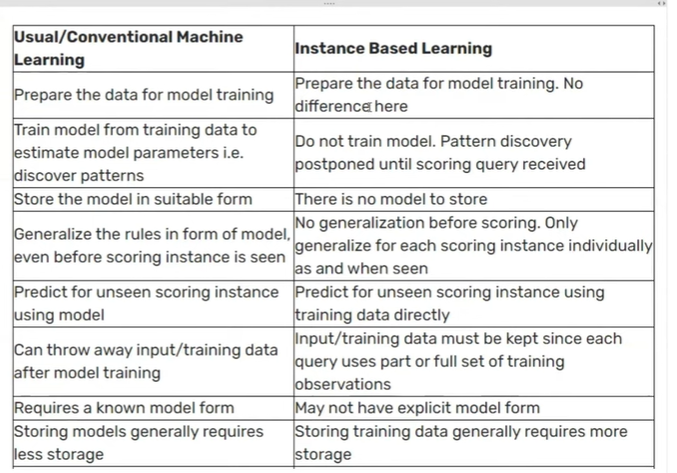 Usual/Conventional Machine
Learning
Instance Based Learning
Prepare the data for model training
Prepare the data for model training. No
difference here
Train model from training data to
estimate model parameters i.e.
discover patterns
Do not train model. Pattern discovery
postponed until scoring query received
Store the model in suitable form
There is no model to store
Generalize the rules in form of model,
even before scoring instance is seen
No generalization before scoring. Only
generalize for each scoring instance individually
as and when seen
Predict for unseen scoring instance
using model
Predict for unseen scoring instance using
training data directly
Can throw away input/training data
after model training
Input/training data must be kept since each
query uses part or full set of training
observations
Requires a known model form
May not have explicit model form
Storing models generally requires
less storage
Storing training data generally requires more
storage